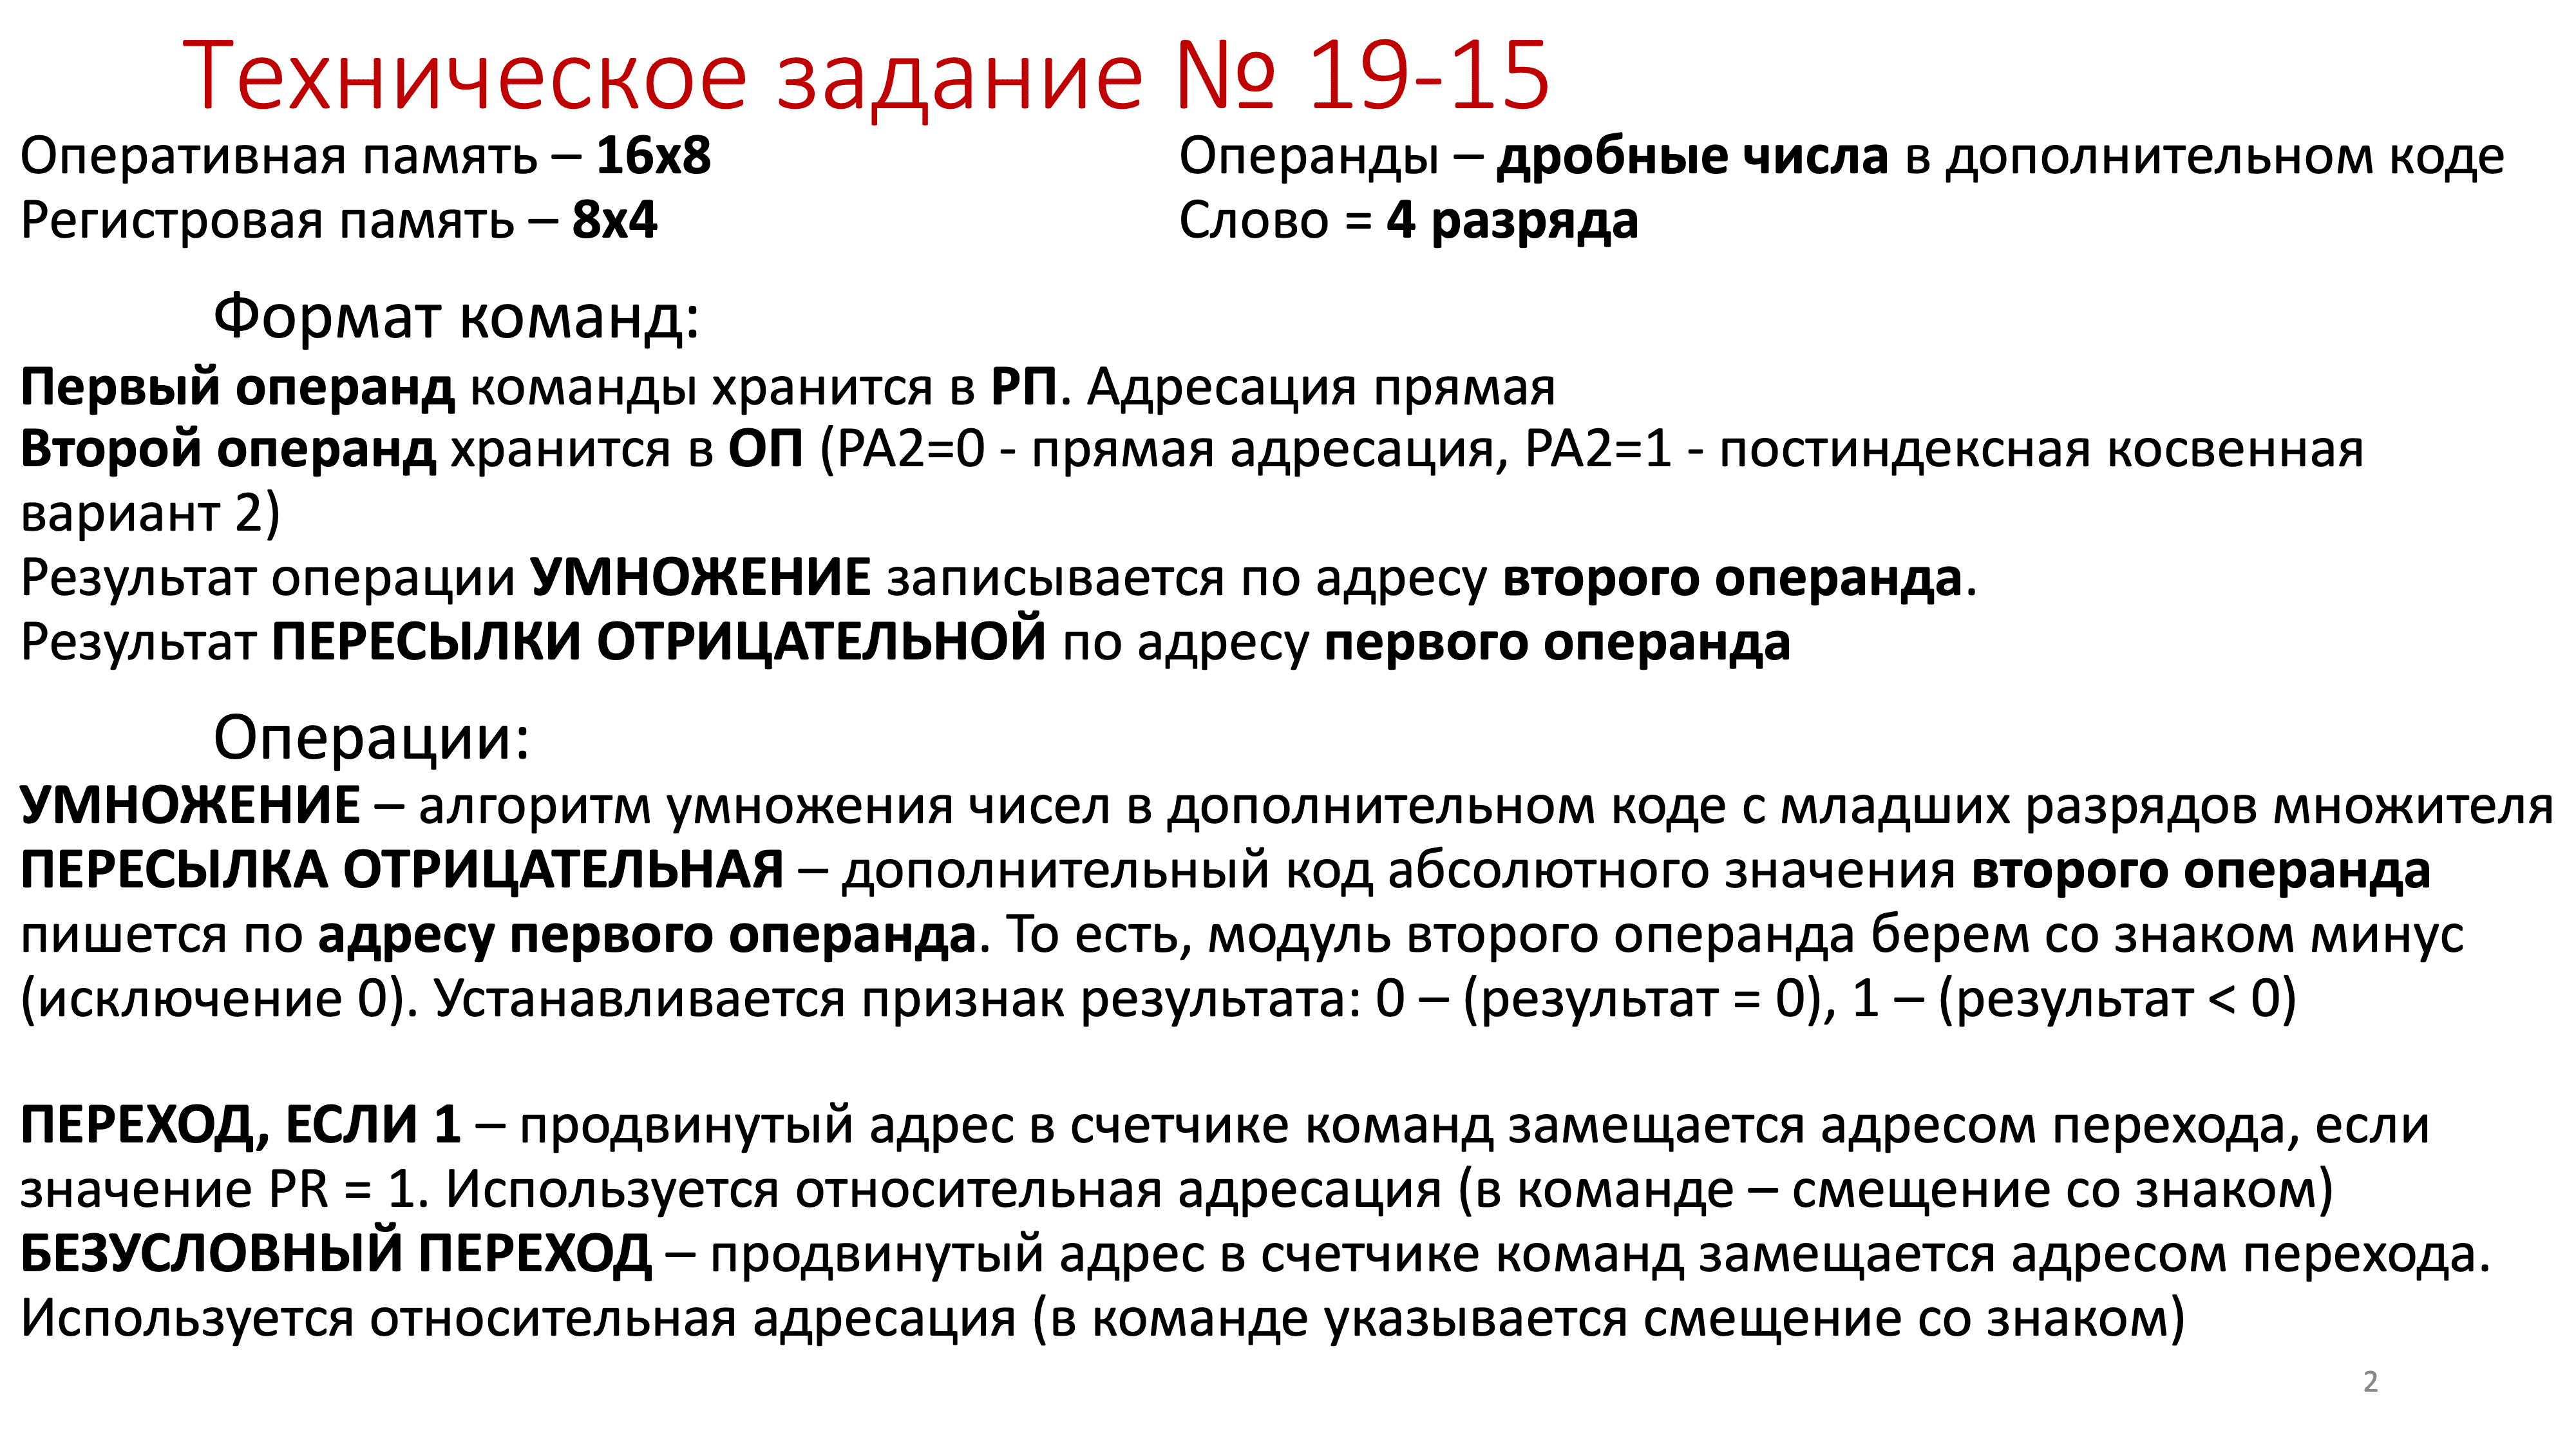 Техническое задание № 19-15
Оперативная память – 16x8
Операнды – дробные числа в дополнительном коде
Регистровая память – 8x4
Слово = 4 разряда
Формат команд:
Первый операнд команды хранится в РП. Адресация прямая
Второй операнд хранится в ОП (РА2=0 - прямая адресация, РА2=1 - постиндексная косвенная
вариант 2)
Результат операции УМНОЖЕНИЕ записывается по адресу второго операнда.
Результат ПЕРЕСЫЛКИ ОТРИЦАТЕЛЬНОЙ по адресу первого операнда
Операции:
УМНОЖЕНИЕ – алгоритм умножения чисел в дополнительном коде с младших разрядов множителя
ПЕРЕСЫЛКА ОТРИЦАТЕЛЬНАЯ – дополнительный код абсолютного значения второго операнда
пишется по адресу первого операнда. То есть, модуль второго операнда берем со знаком минус
(исключение 0). Устанавливается признак результата: 0 – (результат = 0), 1 – (результат < 0)
ПЕРЕХОД, ЕСЛИ 1 – продвинутый адрес в счетчике команд замещается адресом перехода, если
значение PR = 1. Используется относительная адресация (в команде – смещение со знаком)
БЕЗУСЛОВНЫЙ ПЕРЕХОД – продвинутый адрес в счетчике команд замещается адресом перехода.
Используется относительная адресация (в команде указывается смещение со знаком)
2